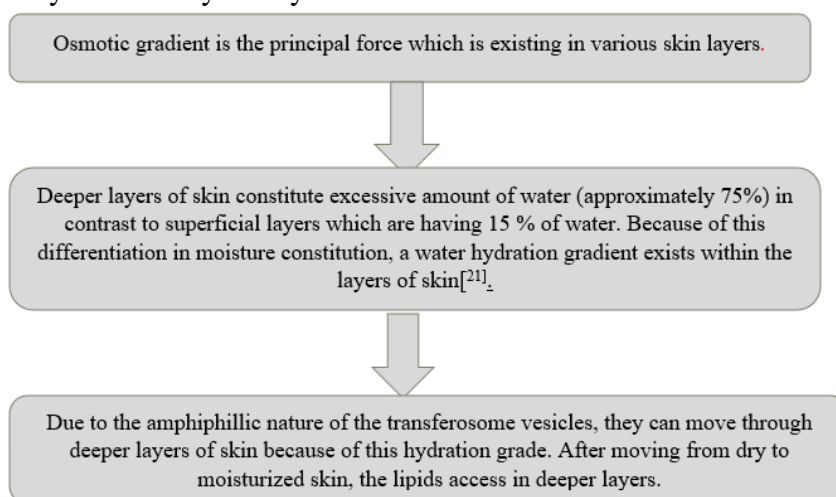 Osmotic gradient is the principal force which is existing in various skin layers.
Deeper layers of skin constitute excessive amount of water (approximately 75%) in
contrast to superficial layers which are having 15 % of water. Because of this
differentiation in moisture constitution, a water hydration gradient exists within the
layers of skin[21].
Due to the amphiphillic nature of the transferosome vesicles, they can move through
deeper layers of skin because of this hydration grade. After moving from dry to
moisturized skin, the lipids access in deeper layers.